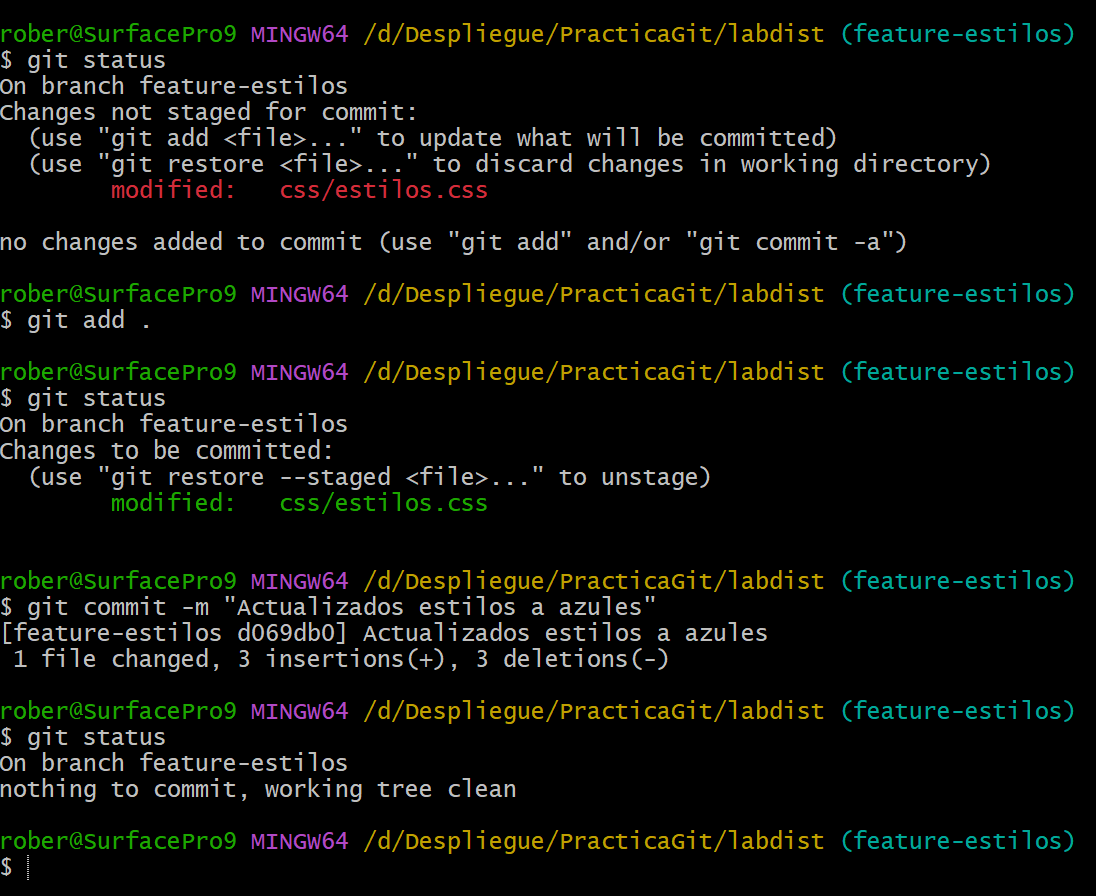 rober@SurfacePro9 MINGW64 /d/Despliegue/PracticaGit/labdist (feature-estilos)
$ git status
On branch feature-estilos
Changes not staged for commit:
  (use "git add <file>..." to update what will be committed)
  (use "git restore <file>..." to discard changes in working directory)
        modified:   css/estilos.css

no changes added to commit (use "git add" and/or "git commit -a")

rober@SurfacePro9 MINGW64 /d/Despliegue/PracticaGit/labdist (feature-estilos)
$ git add .

rober@SurfacePro9 MINGW64 /d/Despliegue/PracticaGit/labdist (feature-estilos)
$ git status
On branch feature-estilos
Changes to be committed:
  (use "git restore --staged <file>..." to unstage)
        modified:   css/estilos.css

rober@SurfacePro9 MINGW64 /d/Despliegue/PracticaGit/labdist (feature-estilos)
$ git commit -m "Actualizados estilos a azules"
[feature-estilos d069db0] Actualizados estilos a azules
 1 file changed, 3 insertions(+), 3 deletions(-)

rober@SurfacePro9 MINGW64 /d/Despliegue/PracticaGit/labdist (feature-estilos)
$ git status
On branch feature-estilos
nothing to commit, working tree clean

rober@SurfacePro9 MINGW64 /d/Despliegue/PracticaGit/labdist (feature-estilos)
$